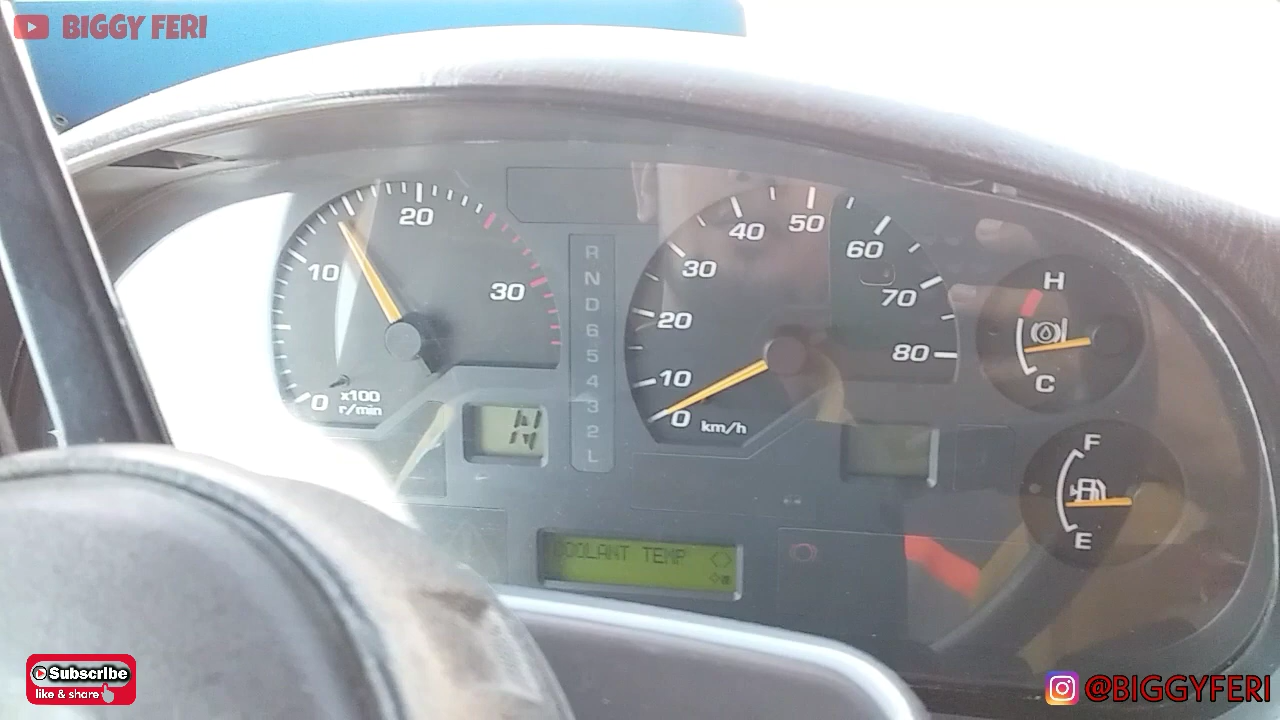 BIGGY FERI
10
20
30
0
x100
r/min
R
N
D
6
5
4
3
2
L
N
0
10
20
30
40
50
60
70
80
km/h
H
C
F
E
COOLANT TEMP
Subscribe
like & share
@BIGGYFERI